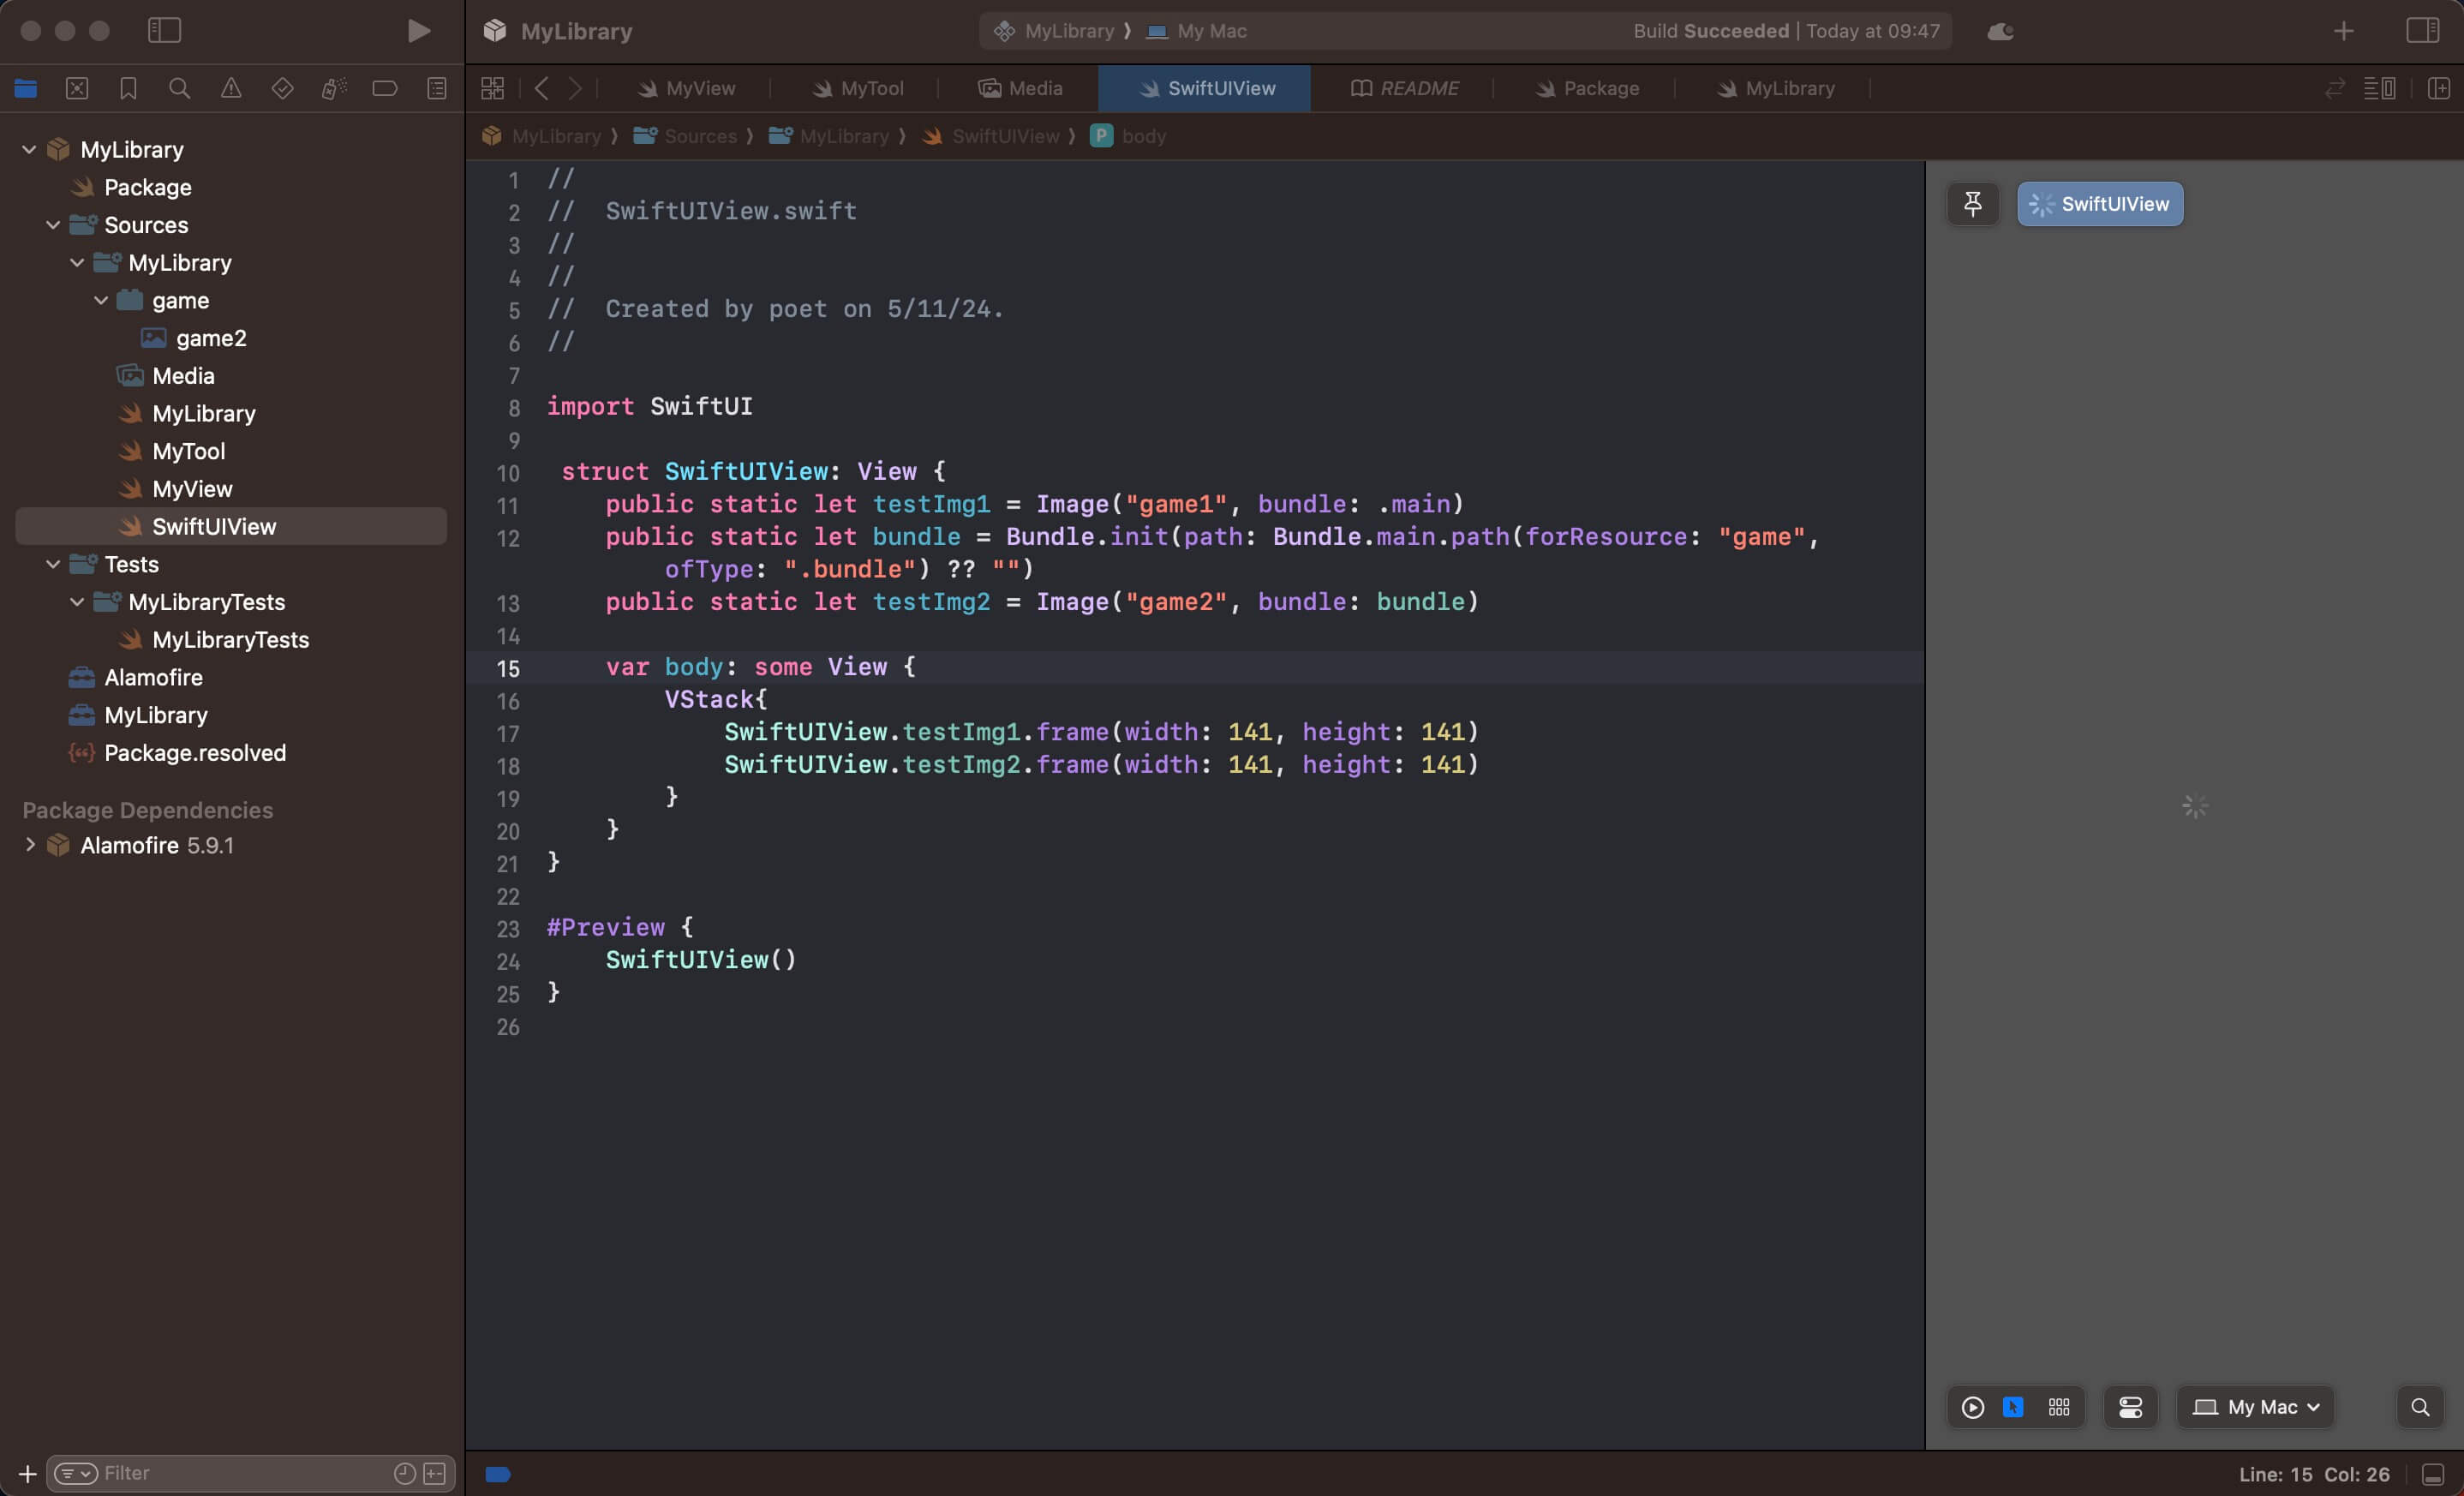 MyLibrary
MyLibrary ⟩ My Mac
Build Succeeded | Today at 09:47
MyView
MyTool
Media
SwiftUIView
README
Package
MyLibrary
MyLibrary ⟩ Sources ⟩ MyLibrary ⟩ SwiftUIView ⟩ P body
MyLibrary
Package
Sources
MyLibrary
game
game2
Media
MyLibrary
MyTool
MyView
SwiftUIView
Tests
MyLibraryTests
MyLibraryTests
Alamofire
MyLibrary
Package.resolved
Package Dependencies
Alamofire 5.9.1
Filter
1 //
2 //  SwiftUIView.swift
3 //
4 //
5 //  Created by poet on 5/11/24.
6 //
7
8 import SwiftUI
9
10  struct SwiftUIView: View {
11     public static let testImg1 = Image("game1", bundle: .main)
12     public static let bundle = Bundle.init(path: Bundle.main.path(forResource: "game",
        ofType: ".bundle") ?? "")
13     public static let testImg2 = Image("game2", bundle: bundle)
14
15     var body: some View {
16         VStack{
17             SwiftUIView.testImg1.frame(width: 141, height: 141)
18             SwiftUIView.testImg2.frame(width: 141, height: 141)
19         }
20     }
21 }
22
23 #Preview {
24     SwiftUIView()
25 }
26
SwiftUIView
My Mac
Line: 15 Col: 26